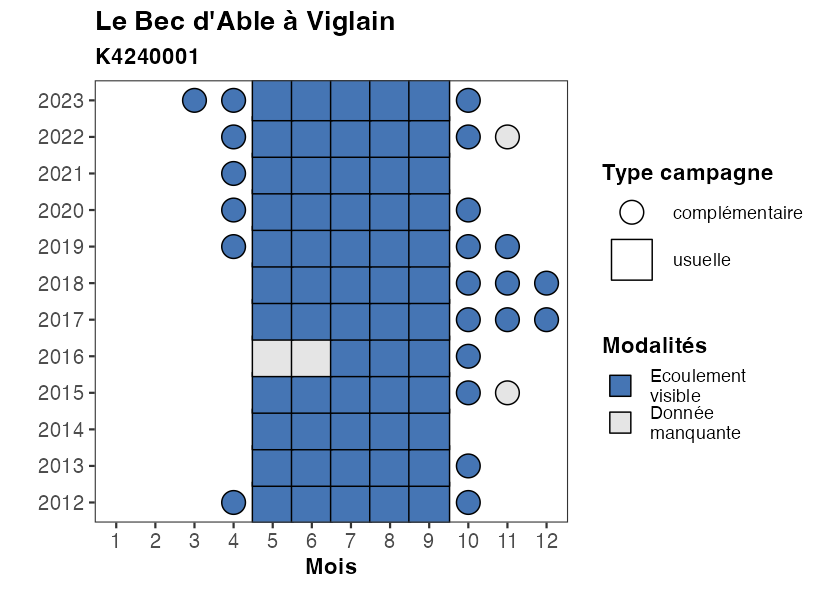 Le Bec d'Able à Viglain
K4240001
2023
2022
2021
2020
2019
2018
2017
2016
2015
2014
2013
2012
1 2 3 4 5 6 7 8 9 10 11 12
Mois
Type campagne
complémentaire
usuelle
Modalités
Ecoulement
visible
Donnée
manquante